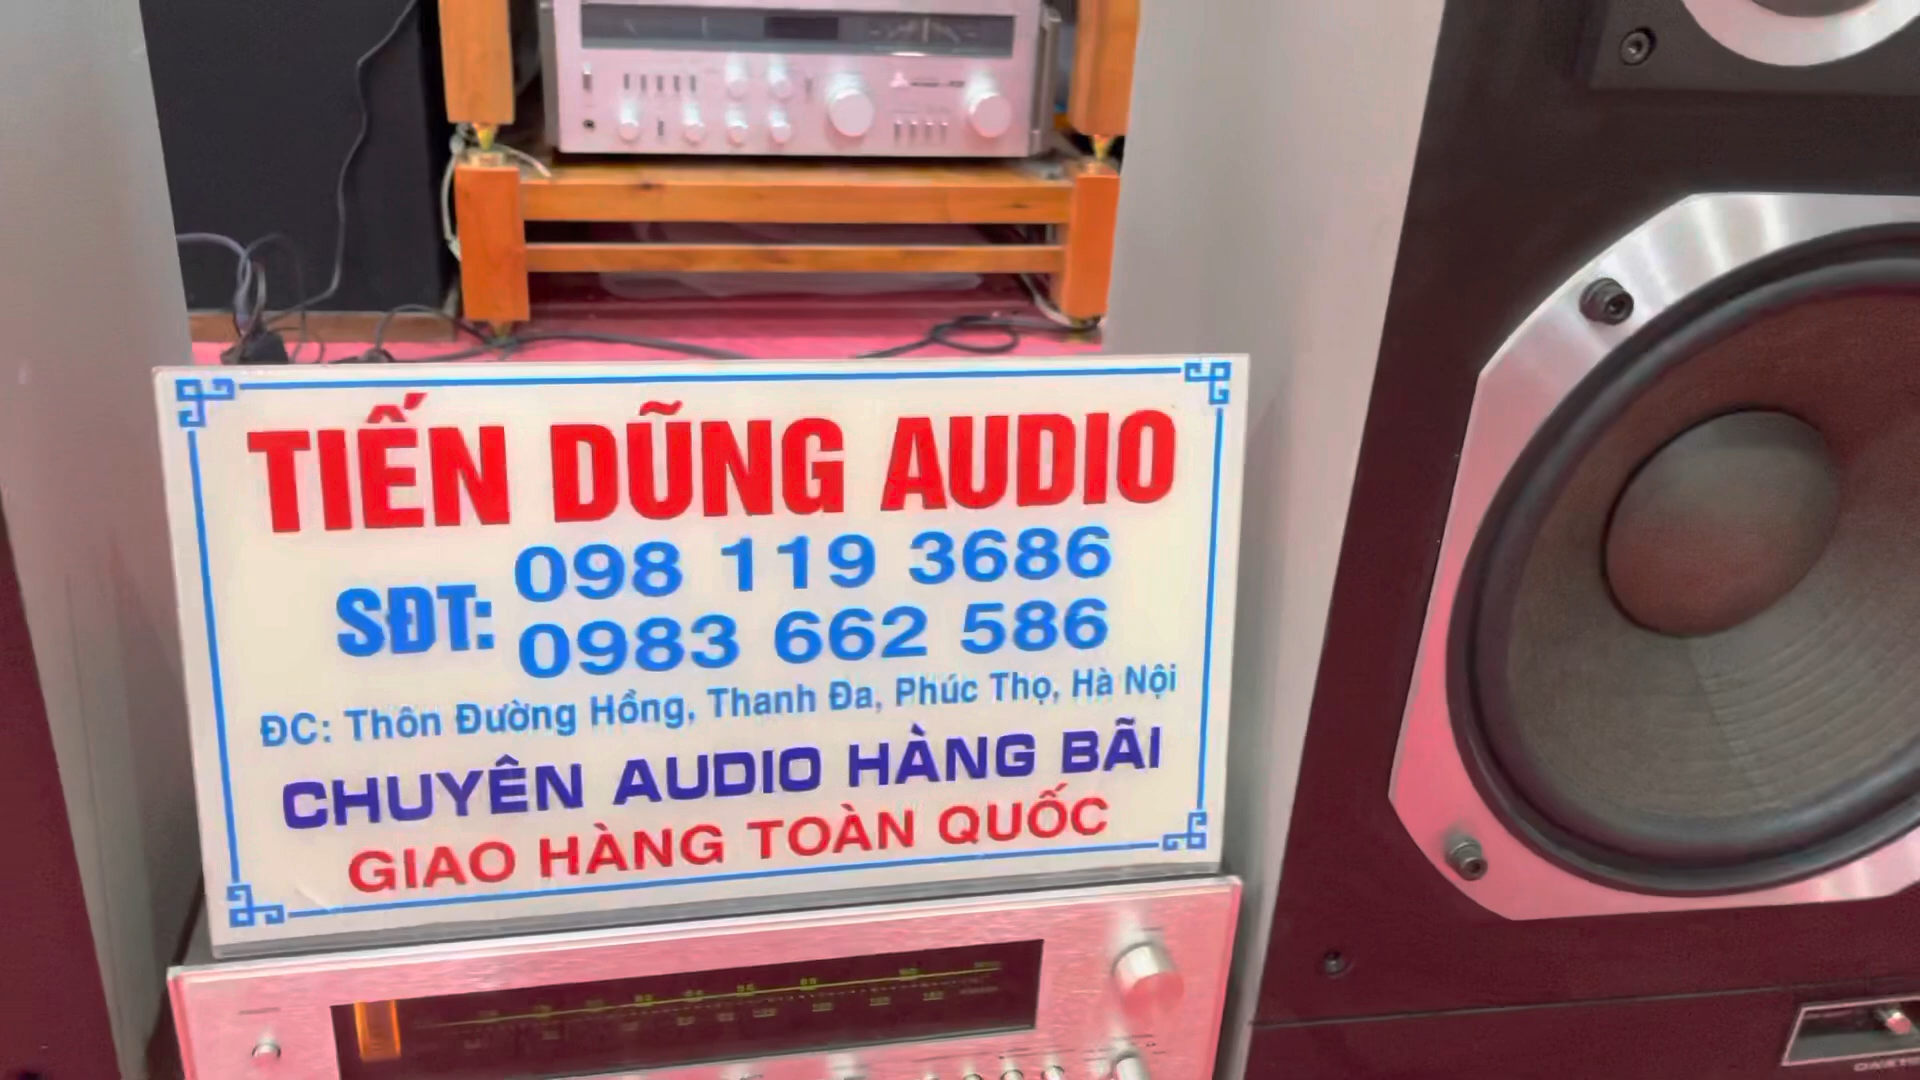 TIẾN DŨNG AUDIO
SĐT: 098 119 3686
0983 662 586
ĐC: Thôn Đường Hồng, Thanh Đa, Phúc Thọ, Hà Nội
CHUYÊN AUDIO HÀNG BÃI
GIAO HÀNG TOÀN QUỐC